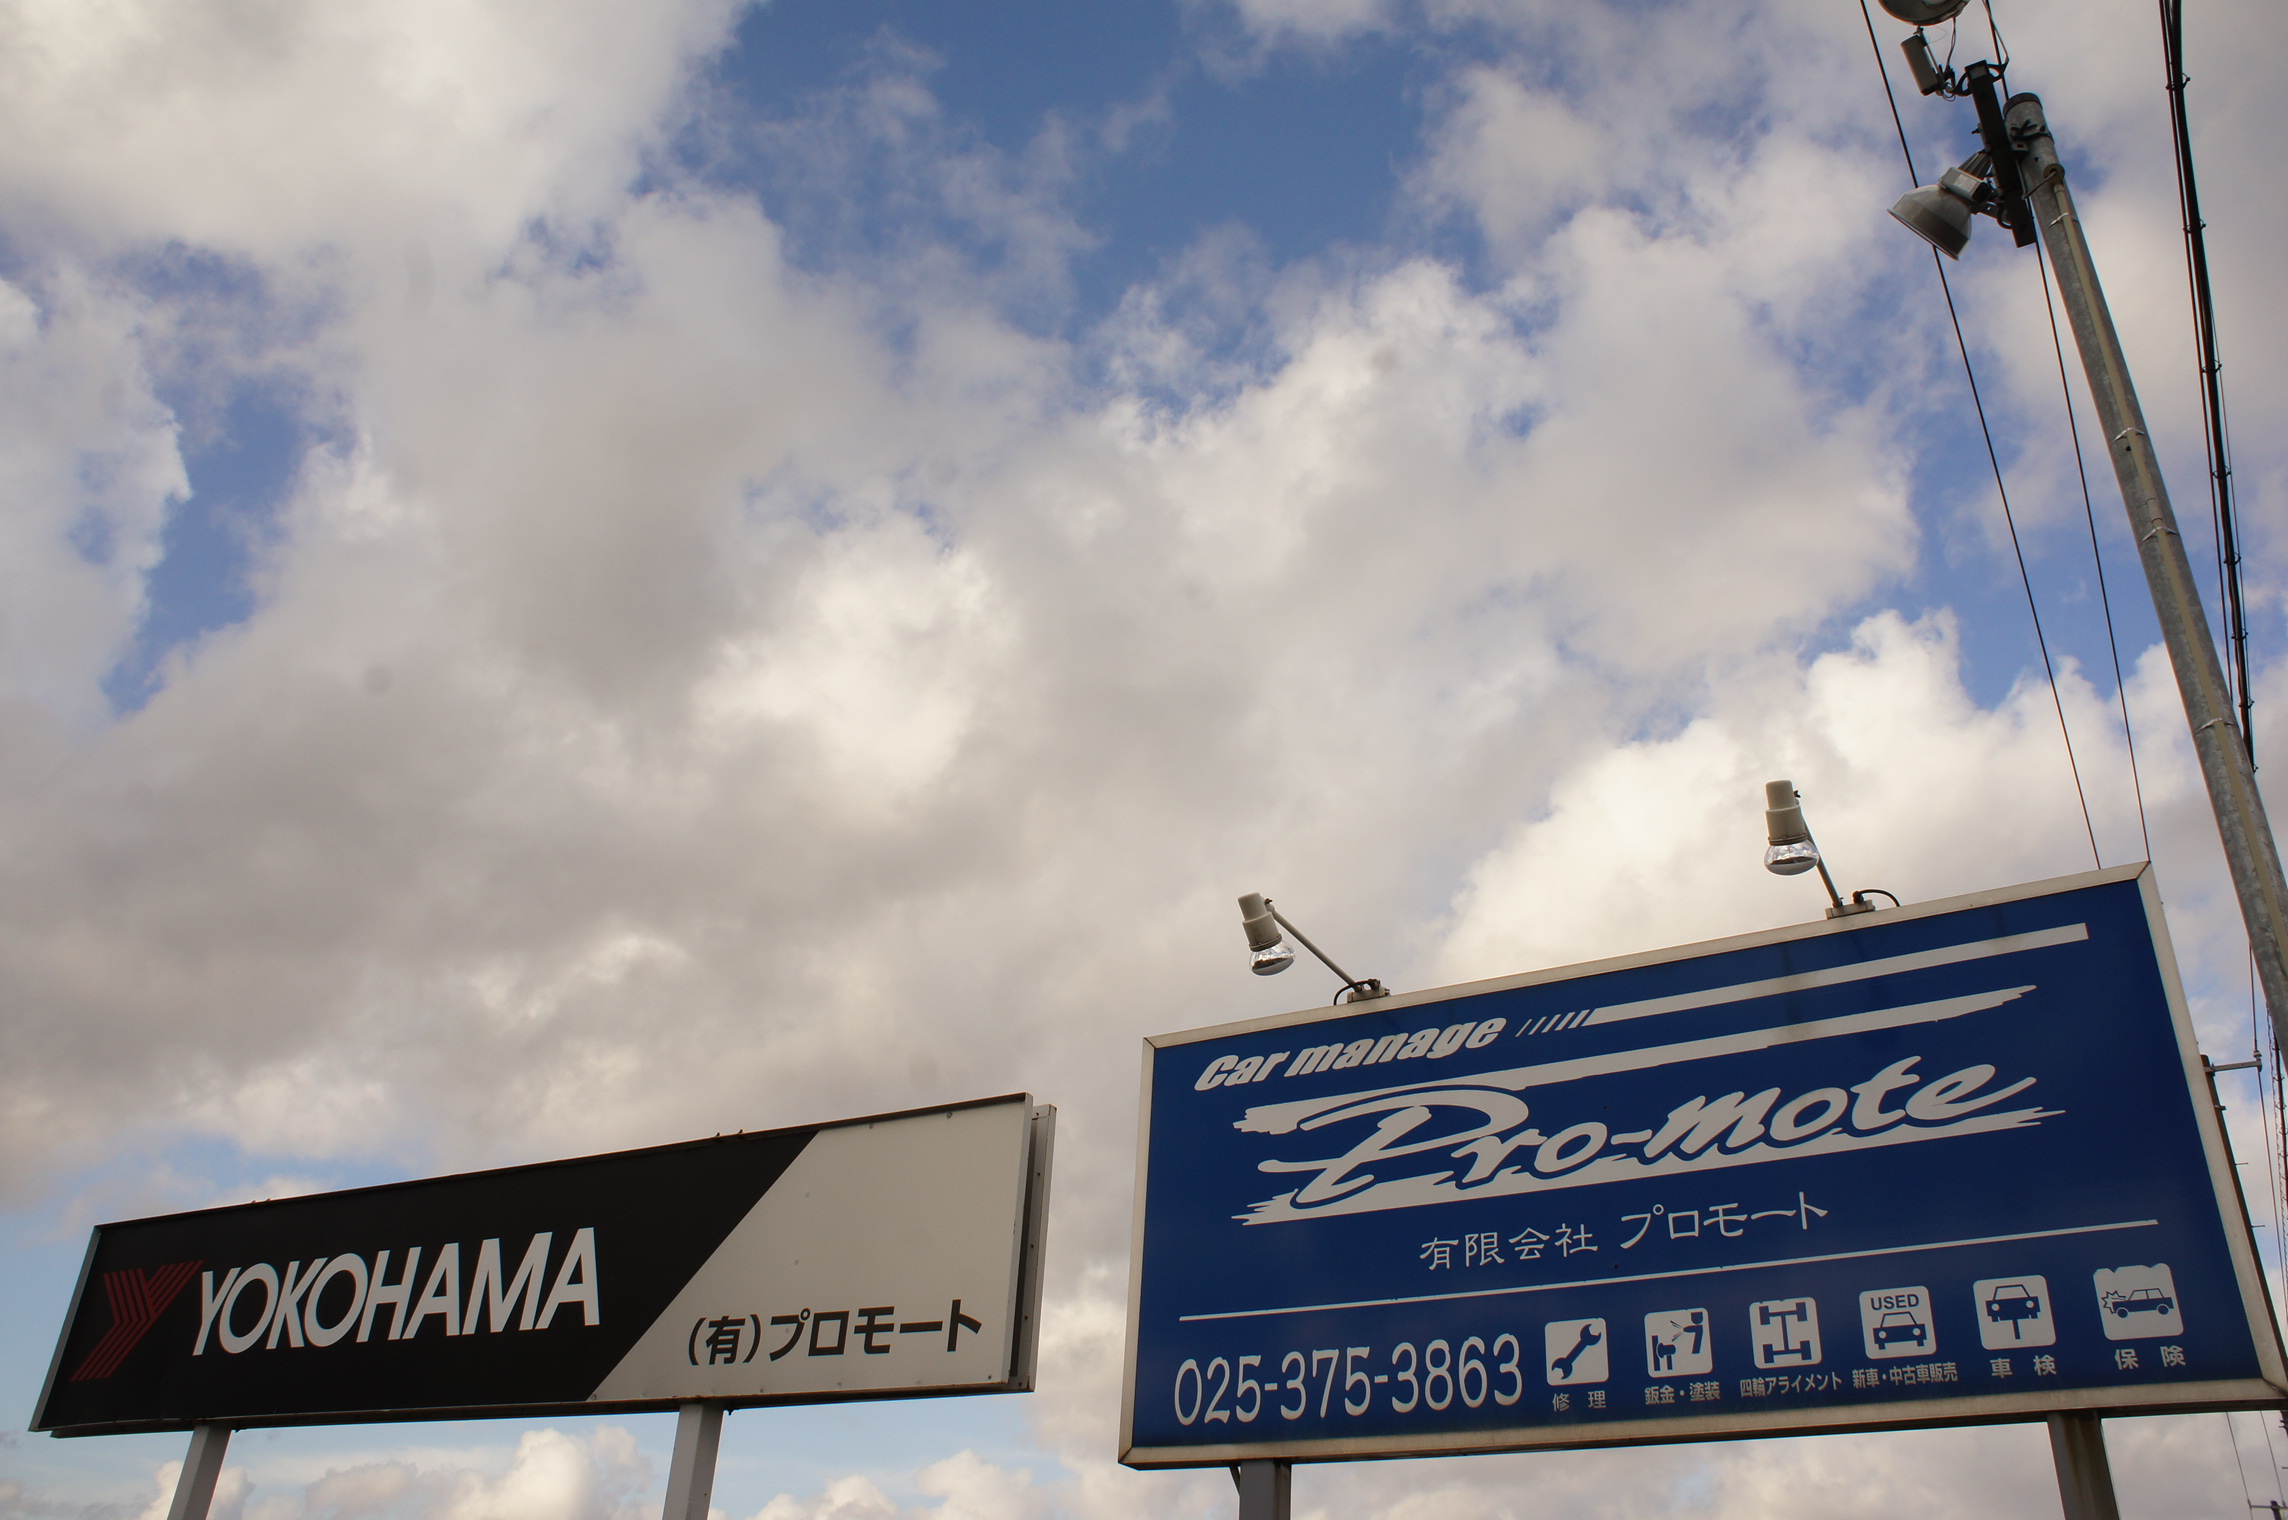 YOKOHAMA
(有)プロモート
Car manage
Pro-mote
有限会社 プロモート
025-375-3863
USED
修理
鈑金・塗装
四輪アライメント
新車・中古車販売
車検
保険